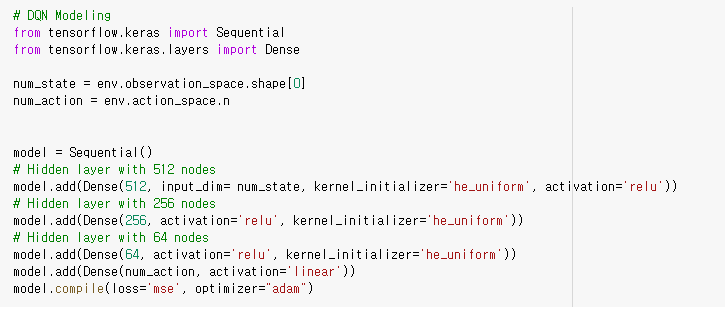 # DQN Modeling
from tensorflow.keras import Sequential
from tensorflow.keras.layers import Dense
num_state = env.observation_space.shape[0]
num_action = env.action_space.n
model = Sequential()
# Hidden layer with 512 nodes
model.add(Dense(512, input_dim= num_state, kernel_initializer='he_uniform', activation='relu'))
# Hidden layer with 256 nodes
model.add(Dense(256, activation='relu', kernel_initializer='he_uniform'))
# Hidden layer with 64 nodes
model.add(Dense(64, activation='relu', kernel_initializer='he_uniform'))
model.add(Dense(num_action, activation='linear'))
model.compile(loss='mse', optimizer="adam")